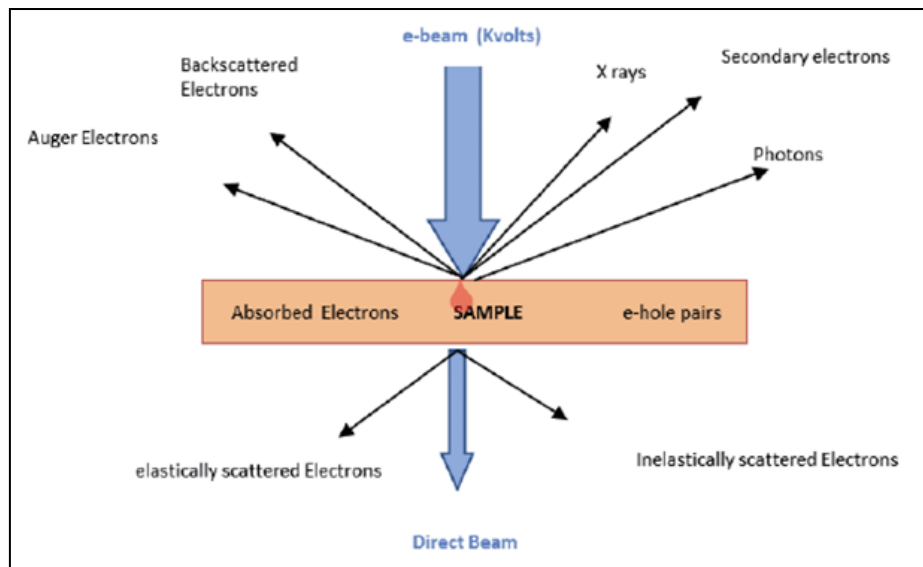 e-beam (Kvolts)
Backscattered
Electrons
X rays
Secondary electrons
Auger Electrons
Photons
Absorbed Electrons
SAMPLE
e-hole pairs
elastically scattered Electrons
Inelastically scattered Electrons
Direct Beam